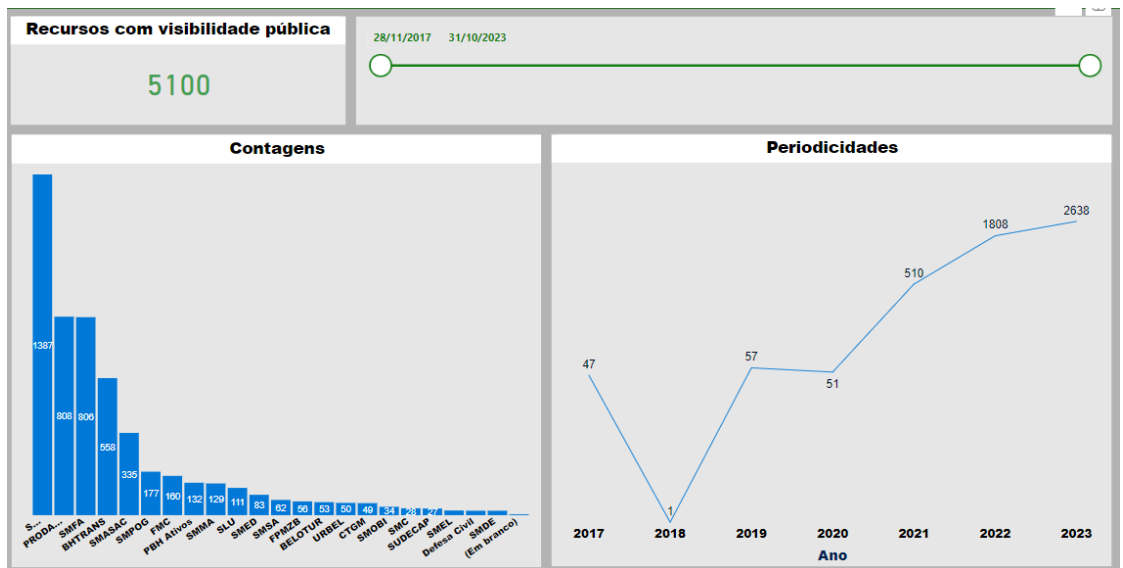 Recursos com visibilidade pública
5100
28/11/2017 31/10/2023
Contagens
1387
808
806
558
335
177
160
132
129
111
83
62
56
53
50
49
34
28
27
S...
PRODA...
SMFA
BHTRANS
SMASAC
SMPOG
FMC
PBH Ativos
SMMA
SLU
SMED
SMSA
FPMZB
BELOTUR
URBEL
CTGM
SMOBI
SMC
SUDECAP
SMEL
Defesa Civil
SMDE
(Em branco)
Periodicidades
47
1
57
51
510
1808
2638
2017 2018 2019 2020 2021 2022 2023
Ano